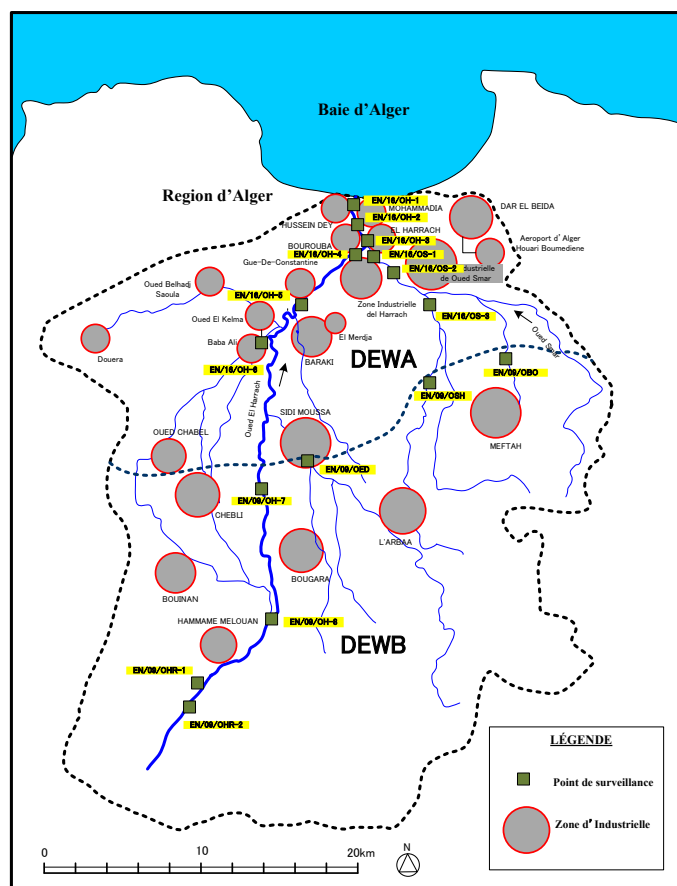 Baie d'Alger
Region d'Alger
EN/16/OH-1
MOHAMMADIA
EN/16/OH-2
HUSSEIN DEY
EL HARRACH
EN/16/OH-3
BOUROUBA
EN/16/OH-4
EN/16/OS-1
DAR EL BEIDA
Aeroport d'Alger
Houari Boumediene
Gue-De-Constantine
EN/16/OS-2
industrielle
de Oued Smar
Oued Belhadj
Saoula
EN/16/OH-5
Zone Industrielle
del Harrach
EN/16/OS-3
Oued El Kelma
Oued Smar
El Merdja
Douera
Baba Ali
BARAKI
DEWA
EN/16/OH-6
EN/09/OBO
EN/09/OSH
Oued El Harrach
SIDI MOUSSA
OUED CHABEL
MEFTAH
EN/09/OED
EN/09/OH-7
CHEBLI
L'ARBAA
BOUGARA
BOUINAN
HAMMAME MELOUAN
EN/09/OH-8
DEWB
EN/09/OHR-1
EN/09/OHR-2
LÉGENDE
Point de surveillance
Zone d'Industrielle
0
10
20km
N